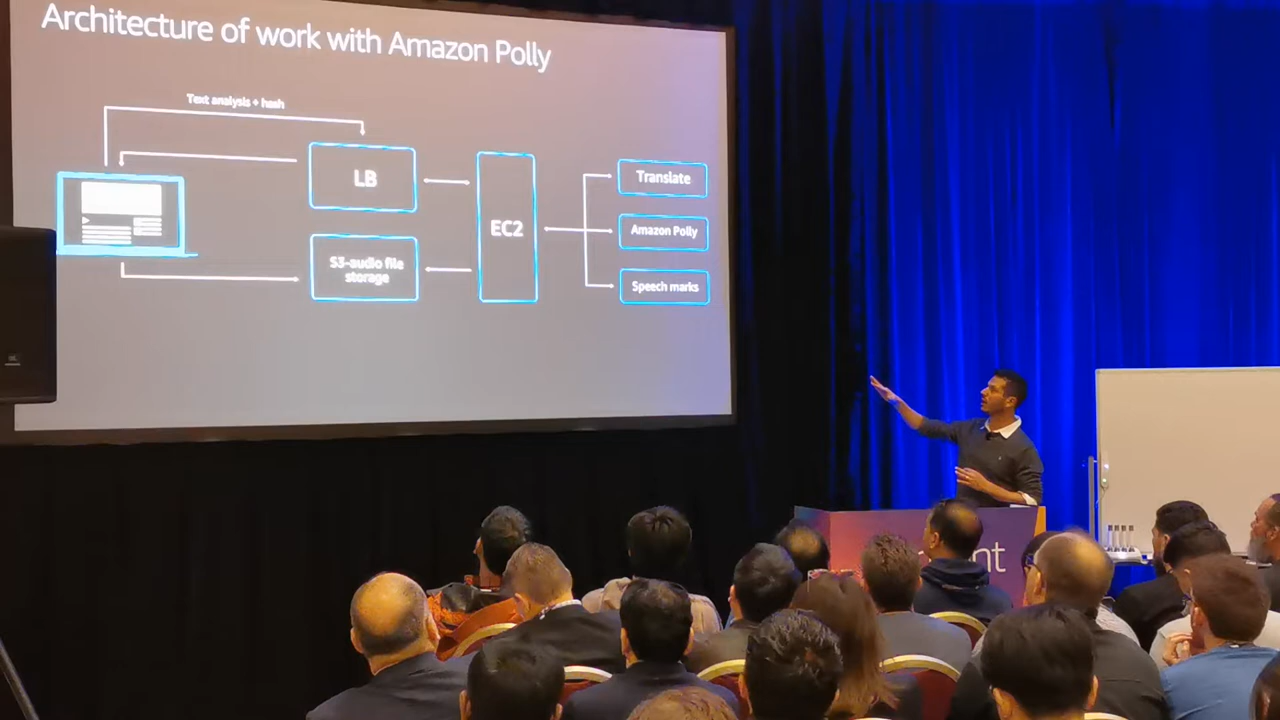 Architecture of work with Amazon Polly
Text analysis + hash
LB
EC2
Translate
Amazon Polly
Speech marks
S3-audio file
storage
nt